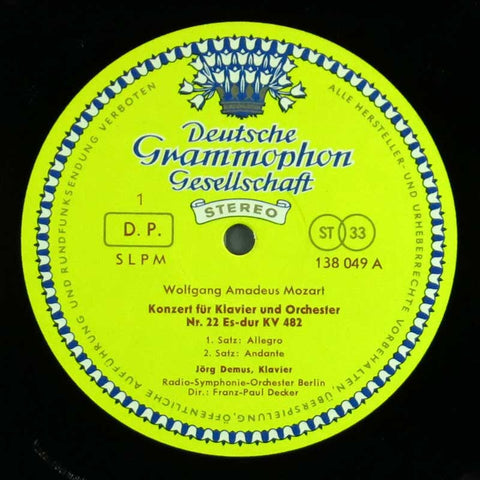 Deutsche
Grammophon
Gesellschaft
STEREO
1
D. P.
SLPM
ST 33
138 049 A
Wolfgang Amadeus Mozart
Konzert für Klavier und Orchester
Nr. 22 Es-dur KV 482
1. Satz: Allegro
2. Satz: Andante
Jörg Demus, Klavier
Radio-Symphonie-Orchester Berlin
Dir.: Franz-Paul Decker
ALLE HERSTELLER- UND URHEBERRECHTE VORBEHALTEN, ÜBERSPIELUNG, ÖFFENTLICHE AUFFÜHRUNG UND RUNDFUNKSENDUNG VERBOTEN